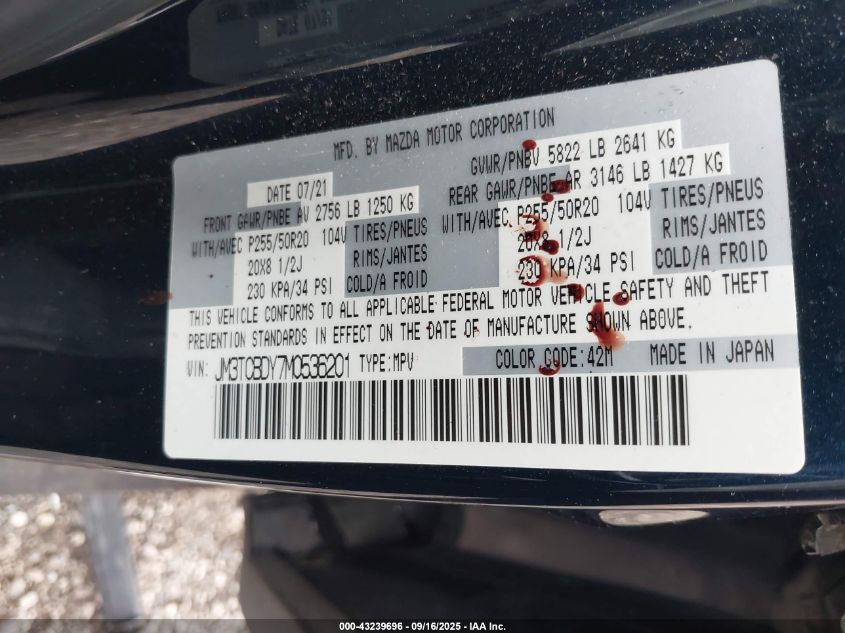 MFD. BY MAZDA MOTOR CORPORATION
DATE 07/21 GVWR/PNBV 5822 LB 2641 KG
FRONT GAWR/PNBE AV 2756 LB 1250 KG REAR GAWR/PNBE AR 3146 LB 1427 KG
WITH/AVEC P255/50R20 104V TIRES/PNEUS WITH/AVEC P255/50R20 104V TIRES/PNEUS
20X8 1/2J RIMS/JANTES 20X8 1/2J RIMS/JANTES
230 KPA/34 PSI COLD/A FROID 230 KPA/34 PSI COLD/A FROID
THIS VEHICLE CONFORMS TO ALL APPLICABLE FEDERAL MOTOR VEHICLE SAFETY AND THEFT
PREVENTION STANDARDS IN EFFECT ON THE DATE OF MANUFACTURE SHOWN ABOVE.
VIN: JM3TCBDY7M0536201 TYPE:MPV COLOR CODE:42M MADE IN JAPAN
000-43239696 - 09/16/2025 - IAA Inc.